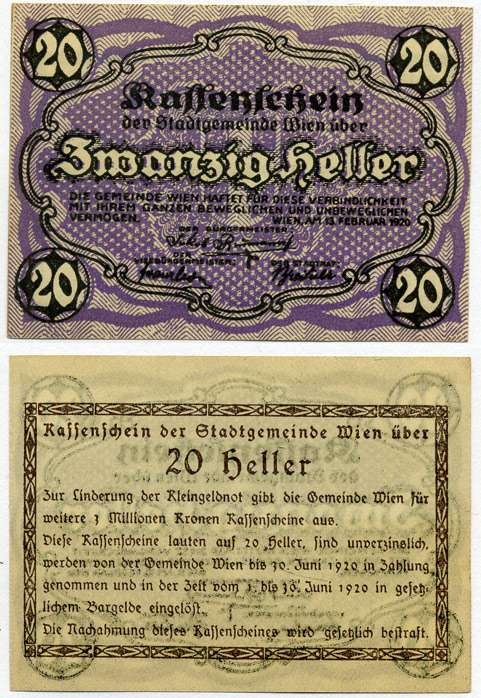 20 20
Kassenschein
der Stadtgemeinde Wien über
Zwanzig Heller
DIE GEMEINDE WIEN HAFTET FÜR DIESE VERBINDLICHKEIT
MIT IHREM GANZEN BEWEGLICHEN UND UNBEWEGLICHEN
VERMÖGEN. WIEN, AM 13. FEBRUAR 1920
DER BÜRGERMEISTER:
VIZEBÜRGERMEISTER: DER STADTRAT:
20 20
Kassenschein der Stadtgemeinde Wien über
20 Heller
Zur Linderung der Kleingeldnot gibt die Gemeinde Wien für
weitere 3 Millionen Kronen Kassenscheine aus.
Diese Kassenscheine lauten auf 20 Heller, sind unverzinslich,
werden von der Gemeinde Wien bis 30. Juni 1920 in Zahlung
genommen und in der Zeit vom 1. bis 30. Juni 1920 in gesetz-
lichem Bargelde eingelöst.
Die Nachahmung dieses Kassenscheines wird gesetzlich bestraft.